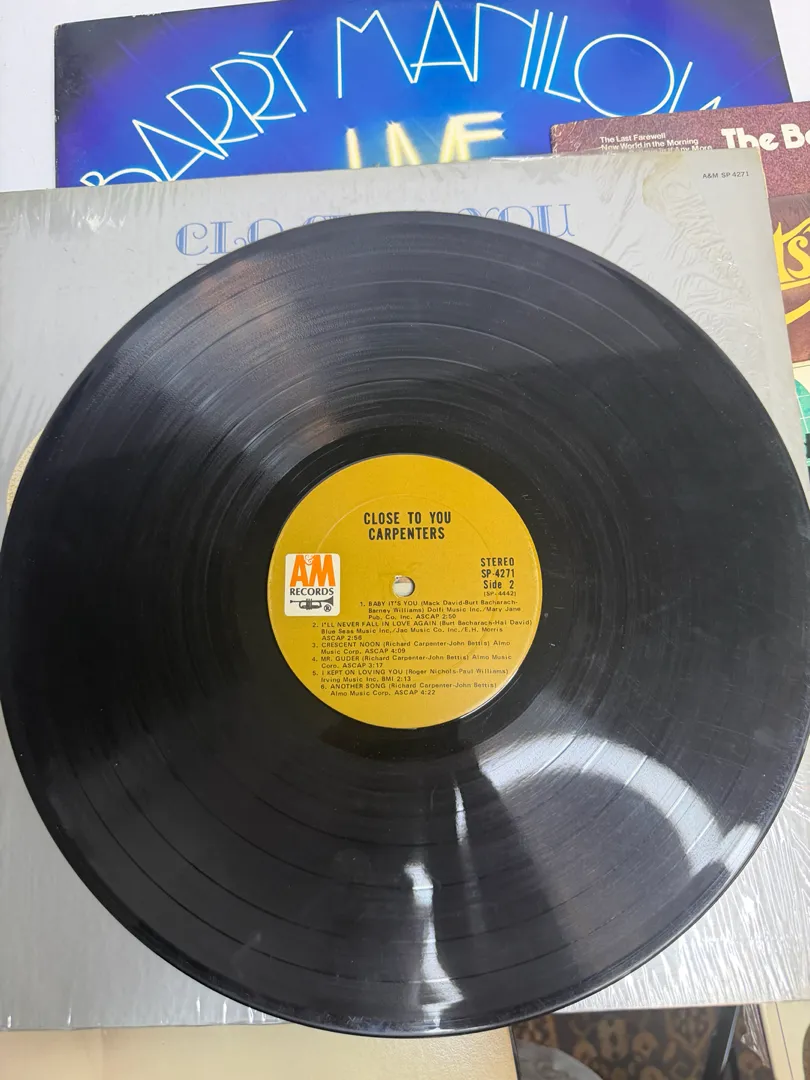 BARRY MANILOW
LIVE
The Last Farewell
New World in the Morning
The Be
A&M SP 4271
CLOSE TO YOU
CLOSE TO YOU
CARPENTERS
STEREO
SP-4271
Side 2
(SP-4442)
A&M
RECORDS
®
1. BABY IT'S YOU (Mack David-Burt Bacharach-
Barney Williams) Dolfi Music Inc./Mary Jane
Pub. Co. Inc. ASCAP 2:50
2. I'LL NEVER FALL IN LOVE AGAIN (Burt Bacharach-Hal David)
Blue Seas Music Inc./Jac Music Co. Inc./E.H. Morris
ASCAP 2:56
3. CRESCENT NOON (Richard Carpenter-John Bettis) Almo
Music Corp. ASCAP 4:09
4. MR. GUDER (Richard Carpenter-John Bettis) Almo Music
Corp. ASCAP 3:17
5. I KEPT ON LOVING YOU (Roger Nichols-Paul Williams)
Irving Music Inc. BMI 2:13
6. ANOTHER SONG (Richard Carpenter-John Bettis)
Almo Music Corp. ASCAP 4:22